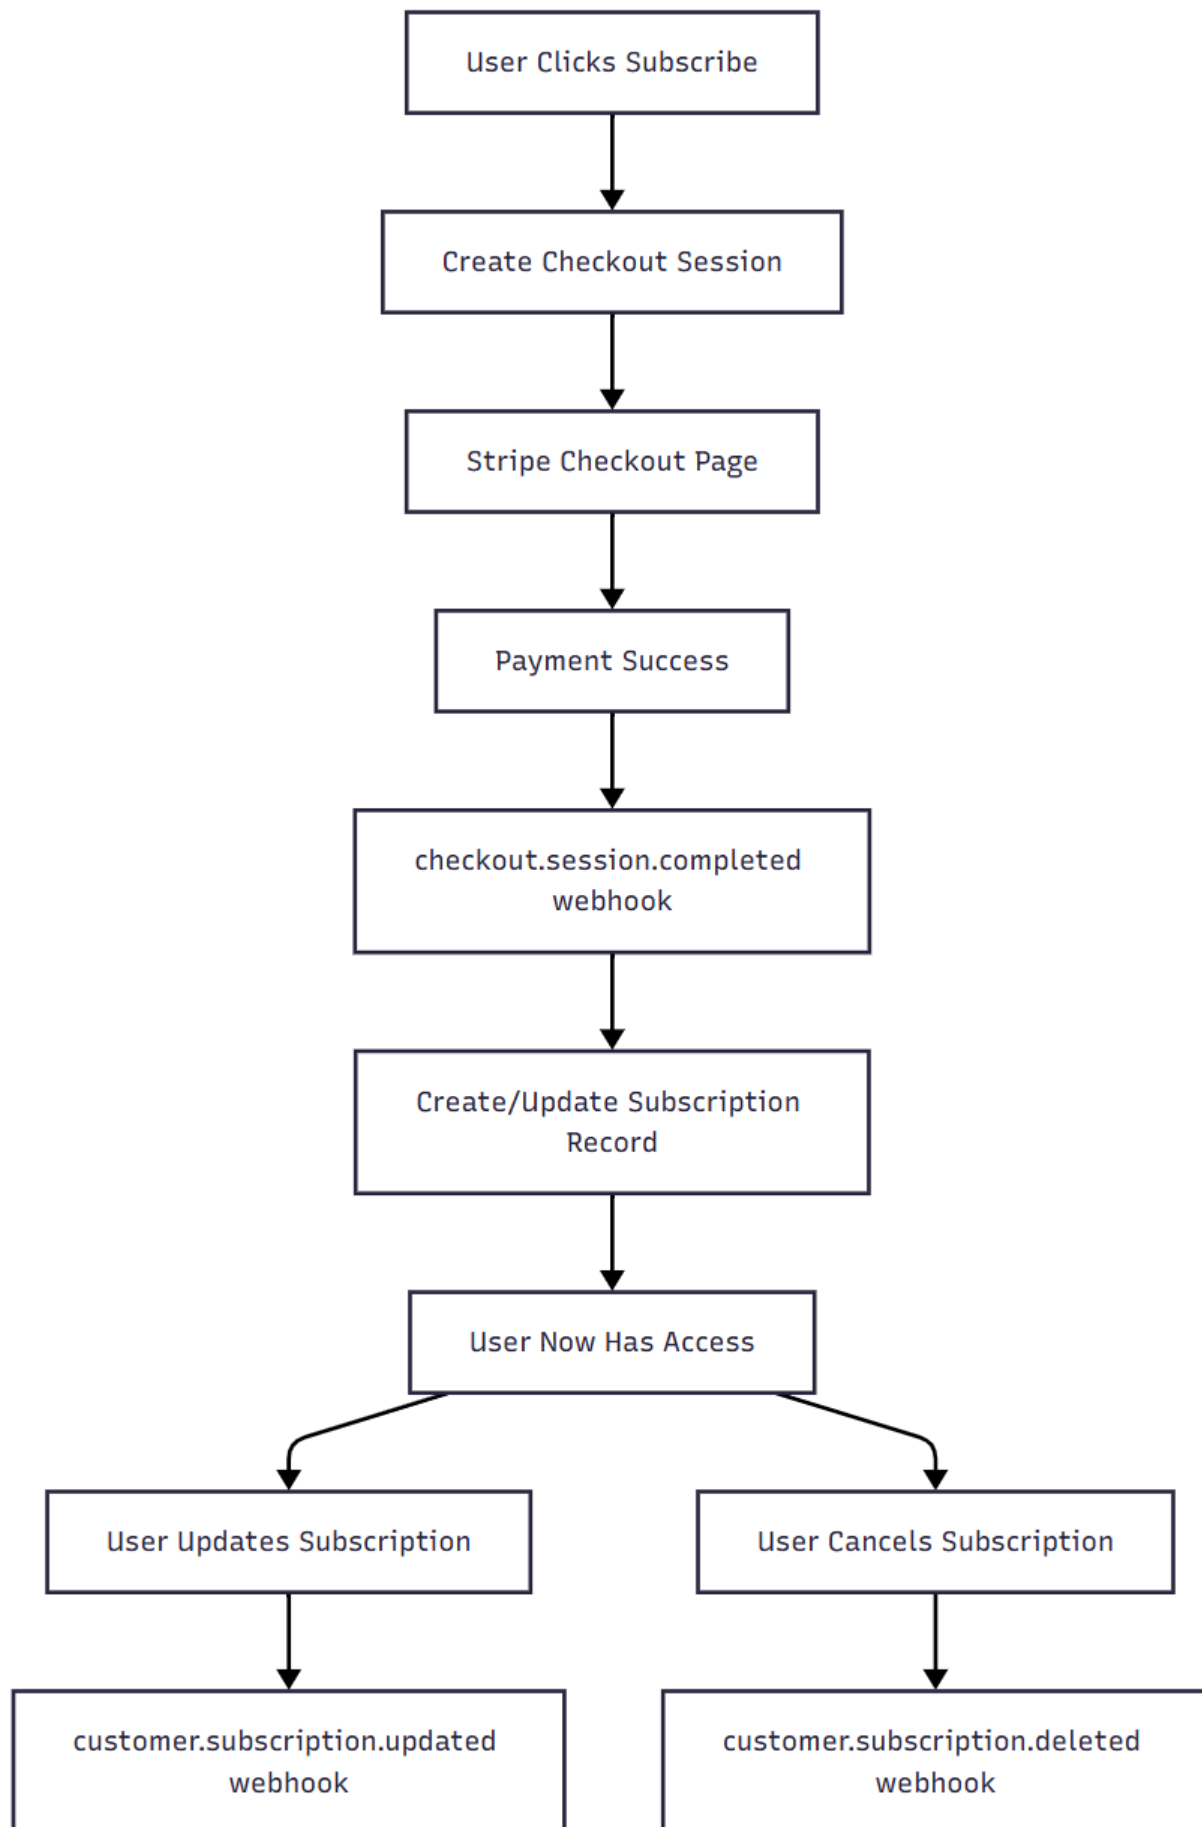 User Clicks Subscribe
Create Checkout Session
Stripe Checkout Page
Payment Success
checkout.session.completed
webhook
Create/Update Subscription
Record
User Now Has Access
User Updates Subscription
User Cancels Subscription
customer.subscription.updated
webhook
customer.subscription.deleted
webhook